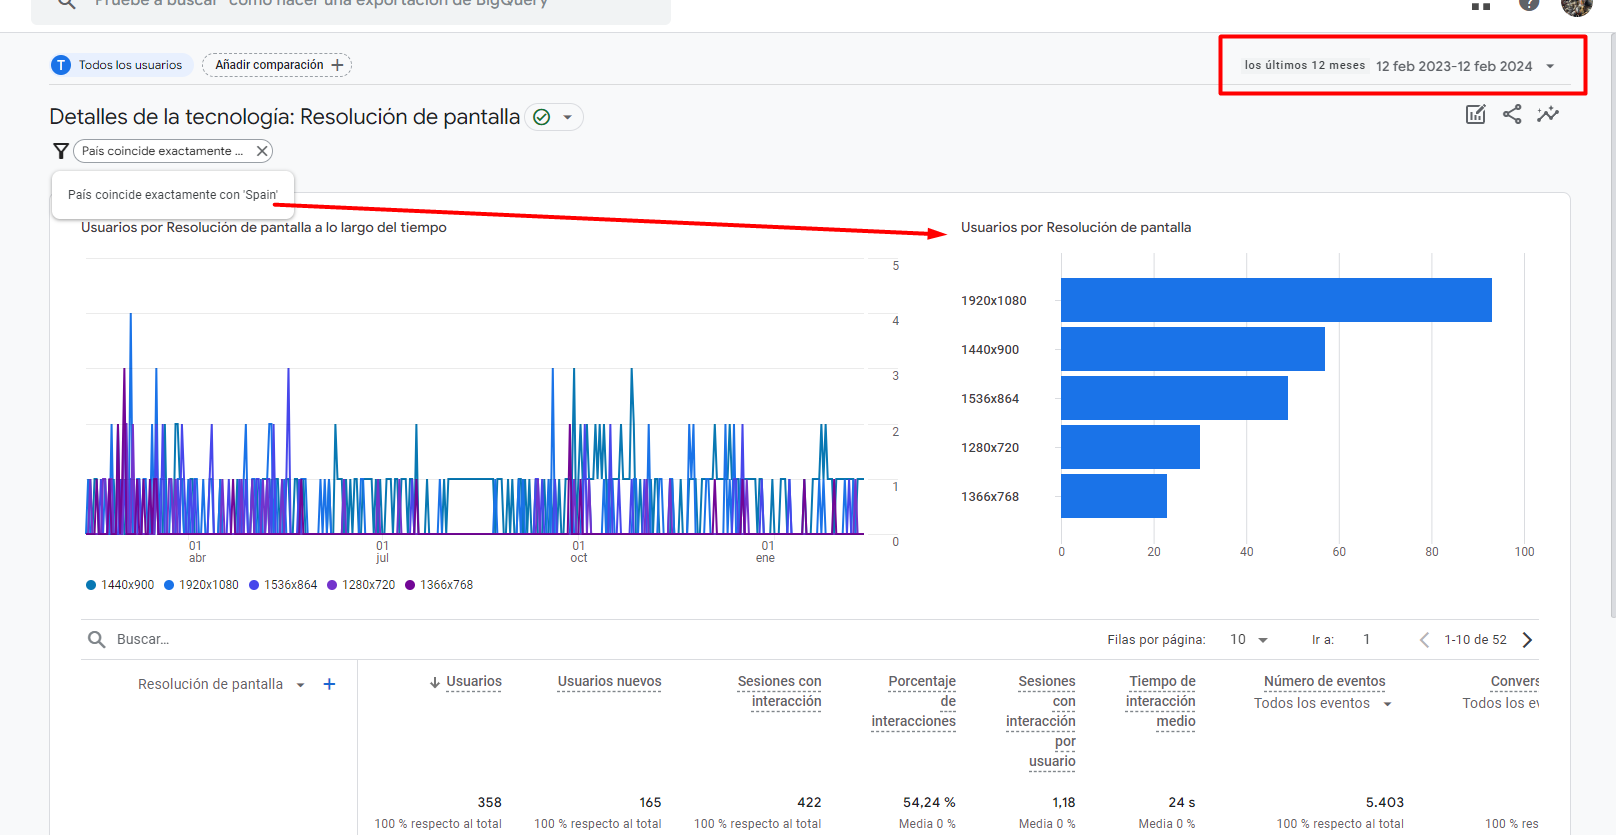 Pruebe a buscar "cómo hacer una exportación de BigQuery"
T Todos los usuarios
Añadir comparación +
los últimos 12 meses 12 feb 2023-12 feb 2024
Detalles de la tecnología: Resolución de pantalla
País coincide exactamente ...
País coincide exactamente con 'Spain'
Usuarios por Resolución de pantalla a lo largo del tiempo
5
4
3
2
1
0
01 abr
01 jul
01 oct
01 ene
1440x900 1920x1080 1536x864 1280x720 1366x768
Usuarios por Resolución de pantalla
1920x1080
1440x900
1536x864
1280x720
1366x768
0 20 40 60 80 100
Buscar...
Filas por página: 10 Ir a: 1 1-10 de 52
Resolución de pantalla +
Usuarios
Usuarios nuevos
Sesiones con
interacción
Porcentaje
de
interacciones
Sesiones
con
interacción
por
usuario
Tiempo de
interacción
medio
Número de eventos
Todos los eventos
Convers
Todos los ev
358 165 422 54,24 % 1,18 24 s 5.403
100 % respecto al total 100 % respecto al total 100 % respecto al total Media 0 % Media 0 % Media 0 % 100 % respecto al total 100 % res